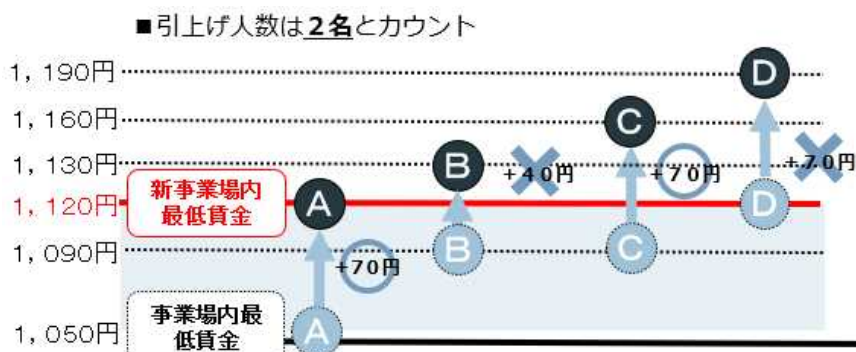 ■引上げ人数は2名とカウント
1,190円
D
1,160円
C
1,130円
B
+40円
+70円
+70円
新事業場内
最低賃金
1,120円
A
D
1,090円
B
C
+70円
事業場内最
低賃金
1,050円
A